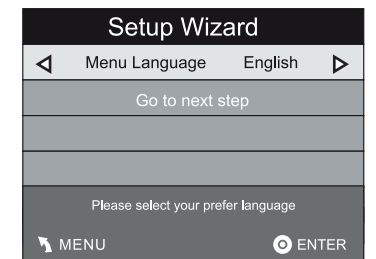 Setup Wizard
Menu Language English
Go to next step
Please select your prefer language
MENU ENTER